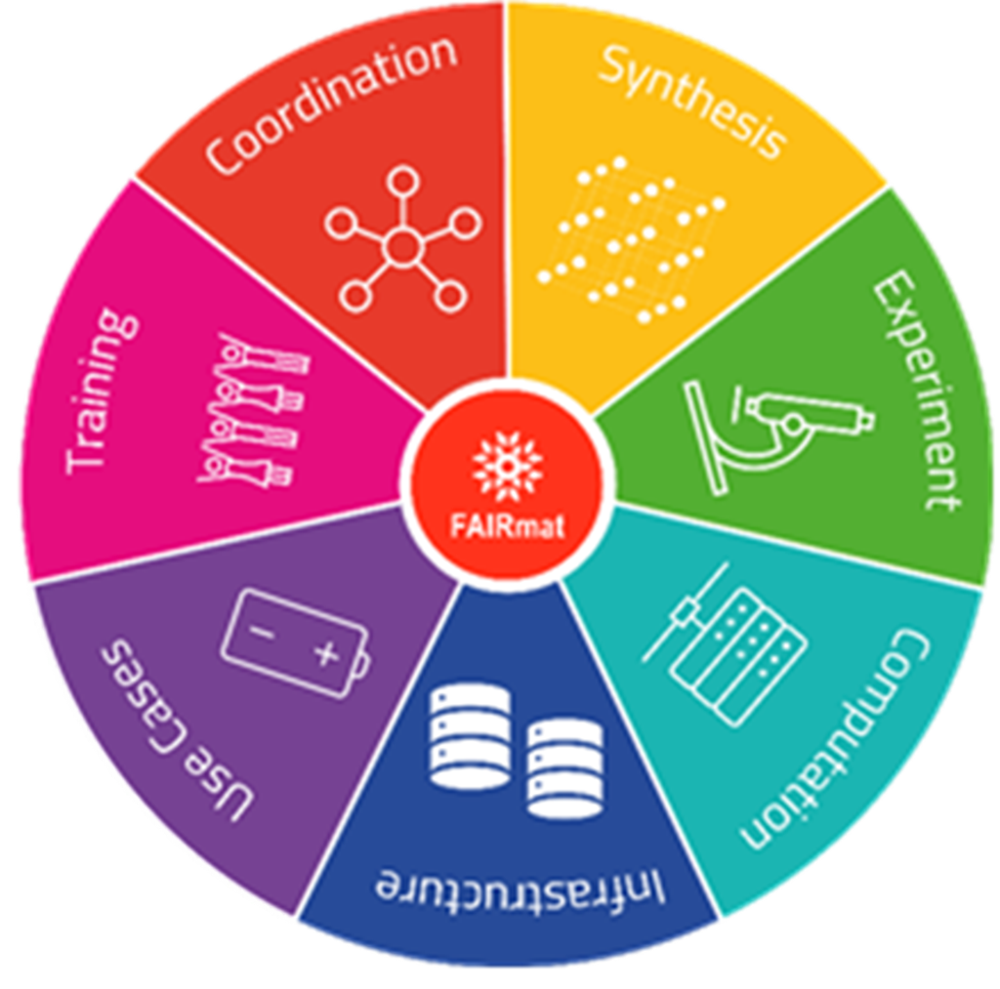 Synthesis
Experiment
Computation
Infrastructure
Use Cases
Training
Coordination
FAIRmat